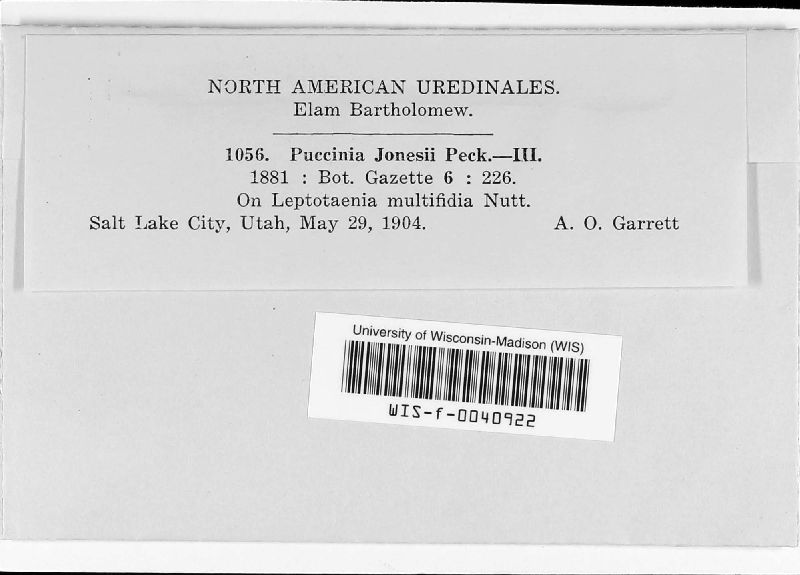 NORTH AMERICAN UREDINALES.
Elam Bartholomew.
1056. Puccinia Jonesii Peck.—III.
1881 : Bot. Gazette 6 : 226.
On Leptotaenia multifidia Nutt.
Salt Lake City, Utah, May 29, 1904. A. O. Garrett
University of Wisconsin-Madison (WIS)
WIS-f-0040922